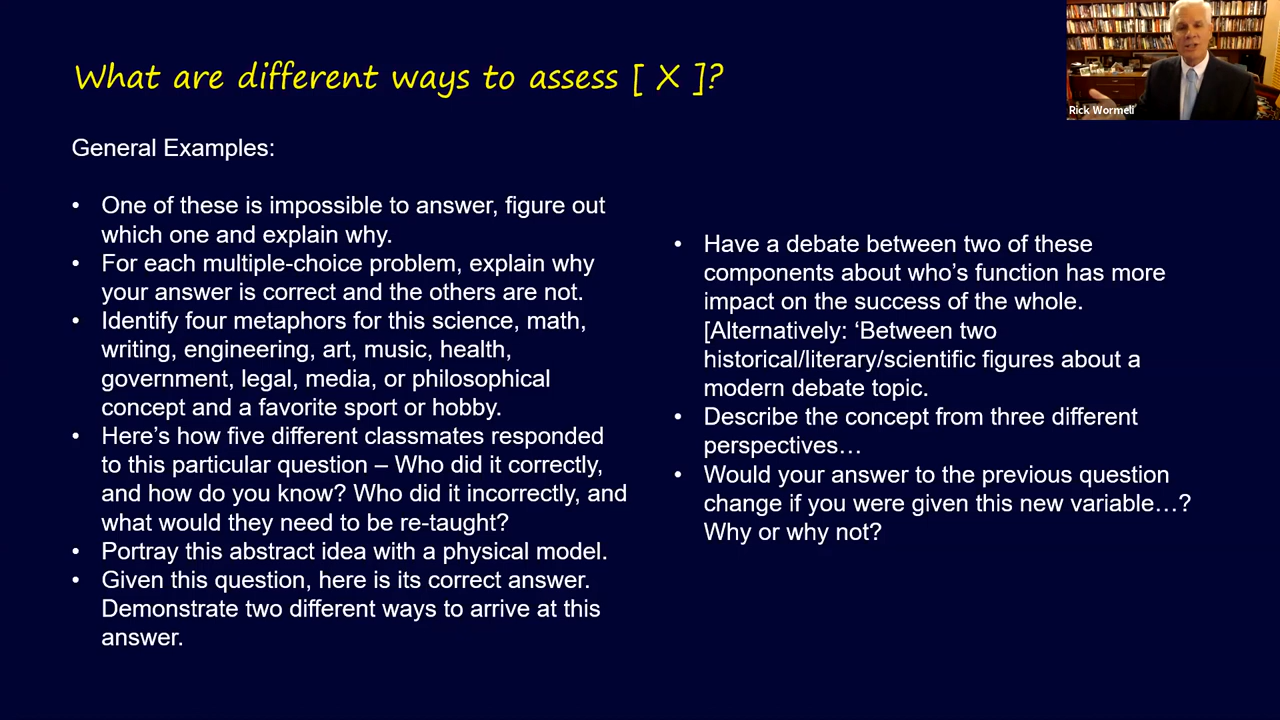 What are different ways to assess [ X ]?
Rick Wormeli
General Examples:
• One of these is impossible to answer, figure out
which one and explain why.
• For each multiple-choice problem, explain why
your answer is correct and the others are not.
• Identify four metaphors for this science, math,
writing, engineering, art, music, health,
government, legal, media, or philosophical
concept and a favorite sport or hobby.
• Here’s how five different classmates responded
to this particular question – Who did it correctly,
and how do you know? Who did it incorrectly, and
what would they need to be re-taught?
• Portray this abstract idea with a physical model.
• Given this question, here is its correct answer.
Demonstrate two different ways to arrive at this
answer.
• Have a debate between two of these
components about who’s function has more
impact on the success of the whole.
[Alternatively: ‘Between two
historical/literary/scientific figures about a
modern debate topic.
• Describe the concept from three different
perspectives…
• Would your answer to the previous question
change if you were given this new variable…?
Why or why not?